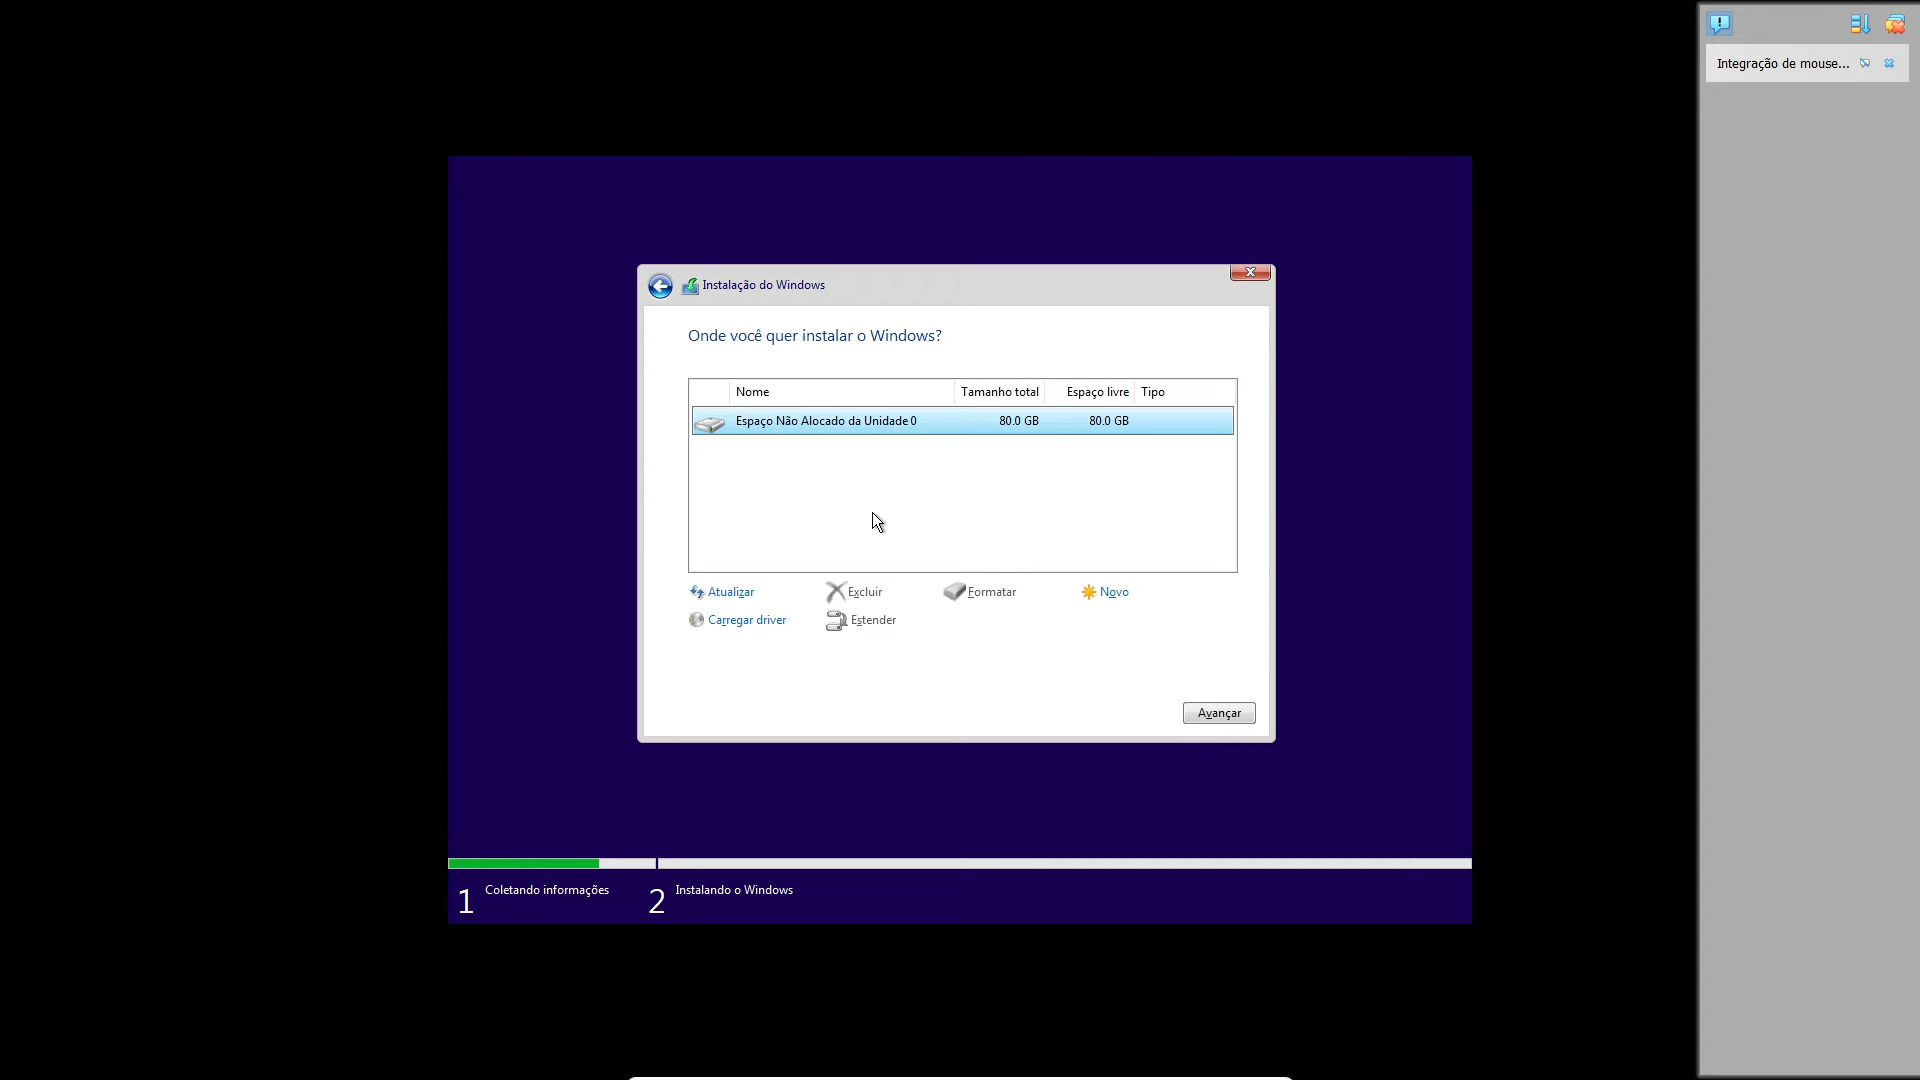 Integração de mouse...
Instalação do Windows
Onde você quer instalar o Windows?
Nome Tamanho total Espaço livre Tipo
Espaço Não Alocado da Unidade 0 80.0 GB 80.0 GB
Atualizar Excluir Formatar Novo
Carregar driver Estender
Avançar
1 Coletando informações 2 Instalando o Windows